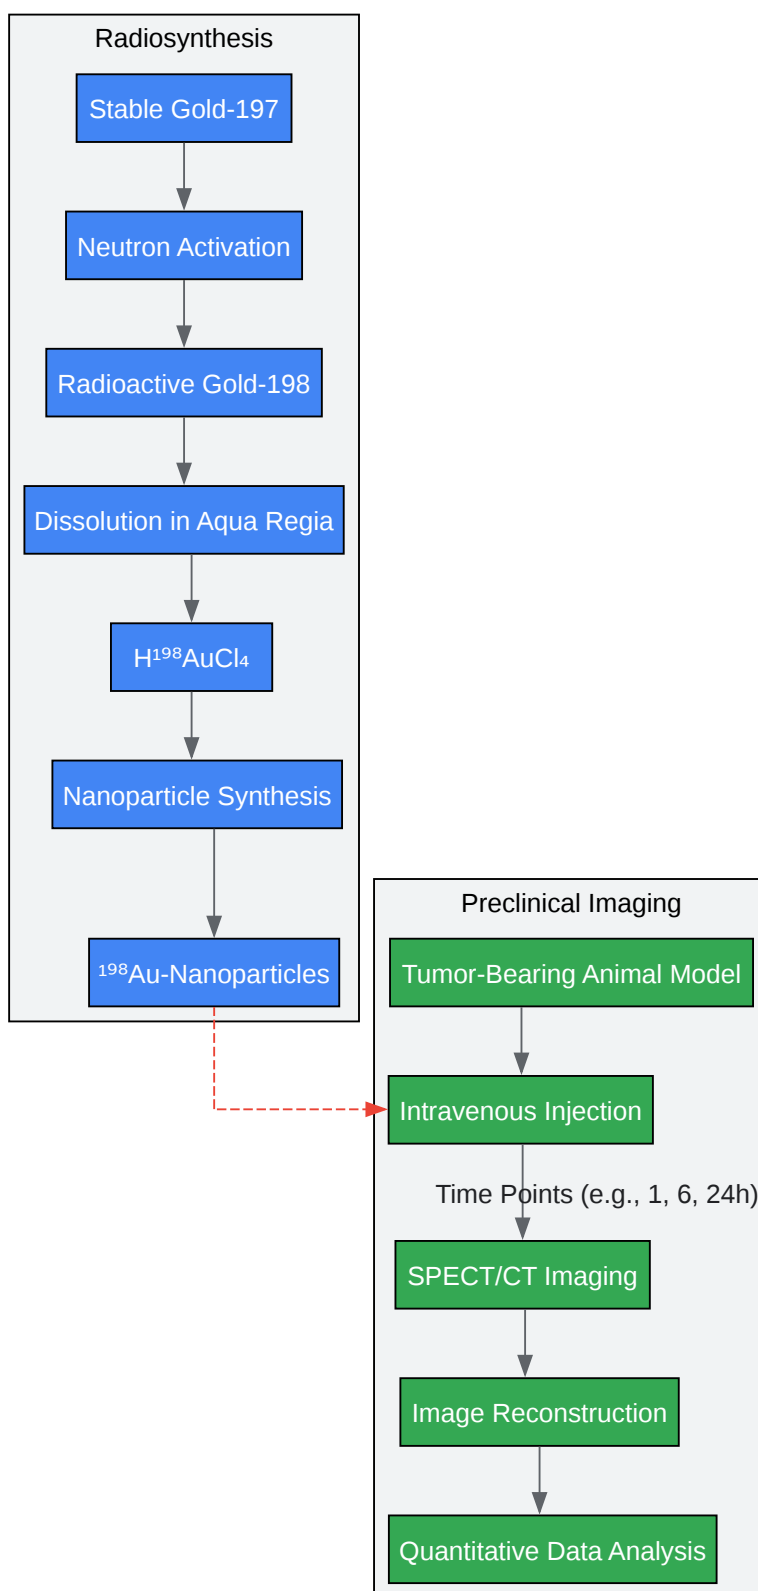 Radiosynthesis
Stable Gold-197
Neutron Activation
Radioactive Gold-198
Dissolution in Aqua Regia
H¹⁹⁸AuCl₄
Nanoparticle Synthesis
¹⁹⁸Au-Nanoparticles
Preclinical Imaging
Tumor-Bearing Animal Model
Intravenous Injection
Time Points (e.g., 1, 6, 24h)
SPECT/CT Imaging
Image Reconstruction
Quantitative Data Analysis